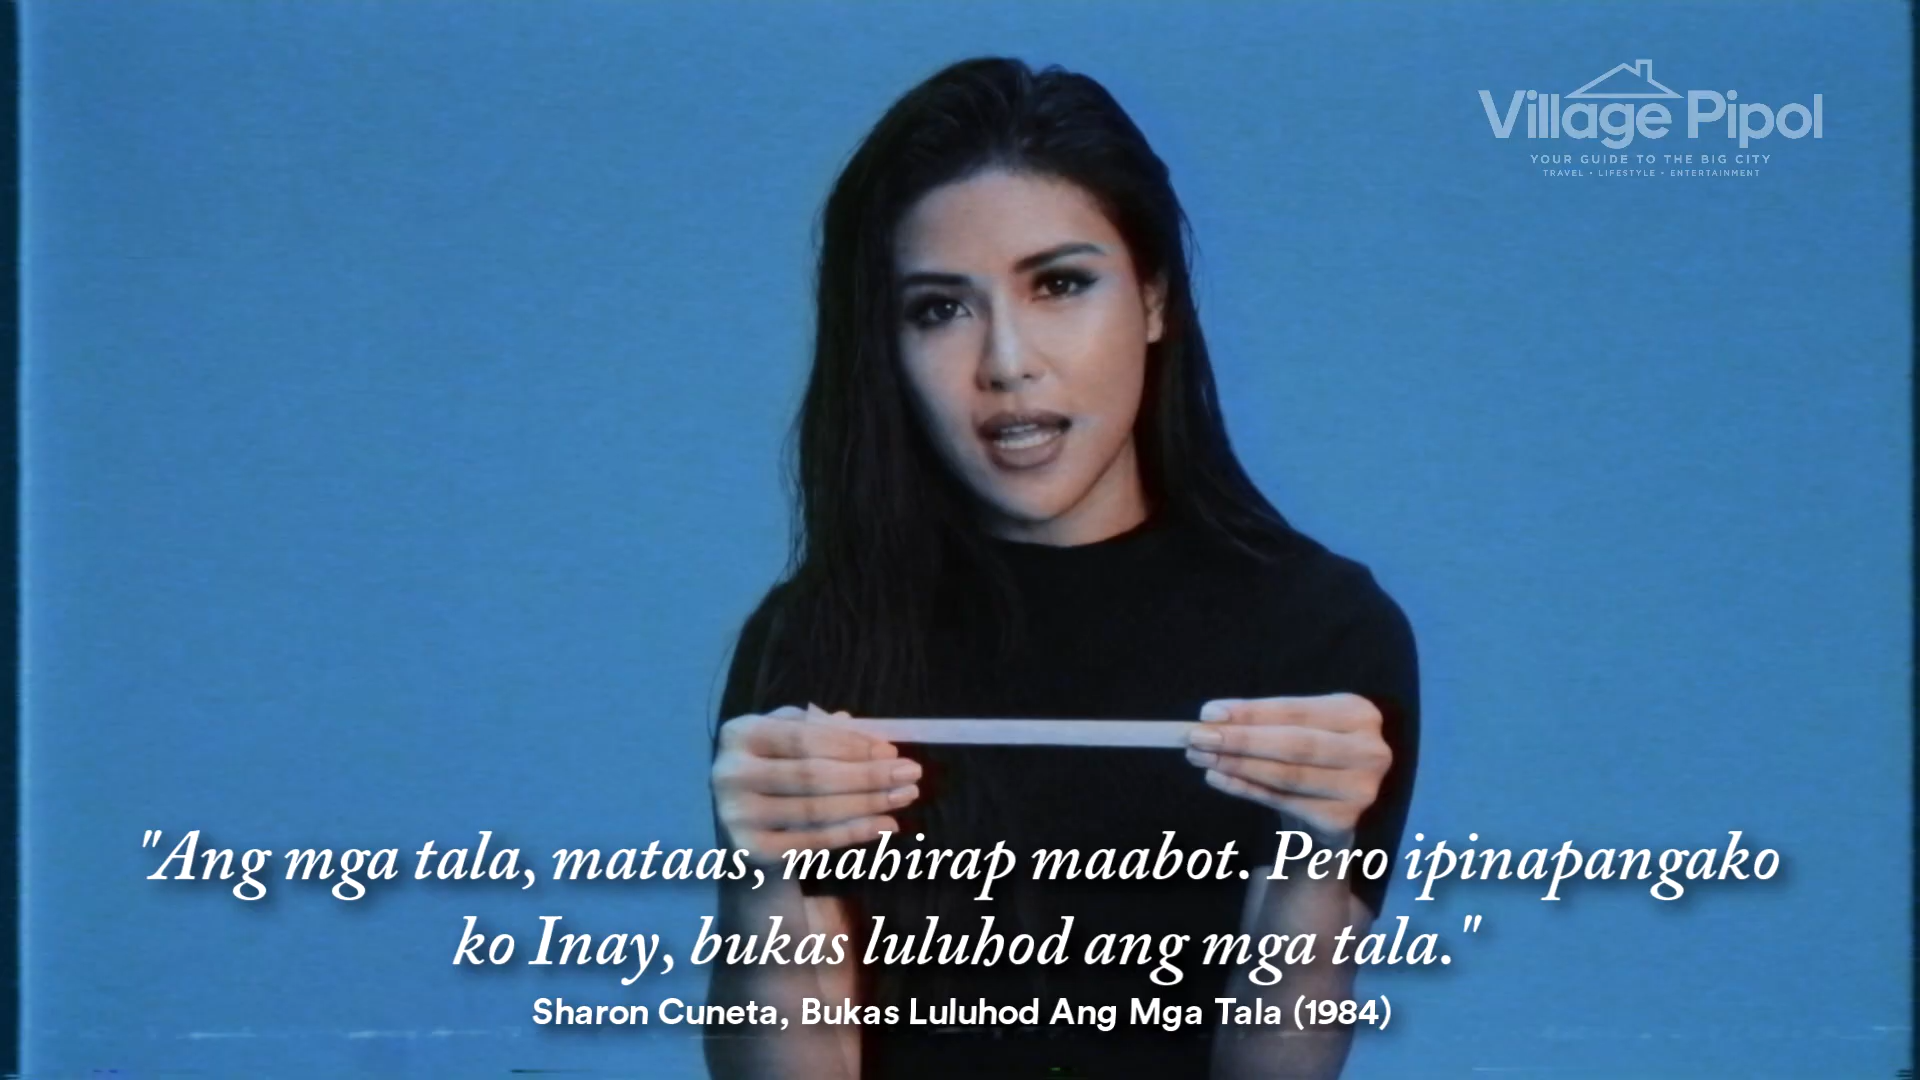 Village Pipol
YOUR GUIDE TO THE BIG CITY
TRAVEL • LIFESTYLE • ENTERTAINMENT
"Ang mga tala, mataas, mahirap maabot. Pero ipinapangako
ko Inay, bukas luluhod ang mga tala."
Sharon Cuneta, Bukas Luluhod Ang Mga Tala (1984)